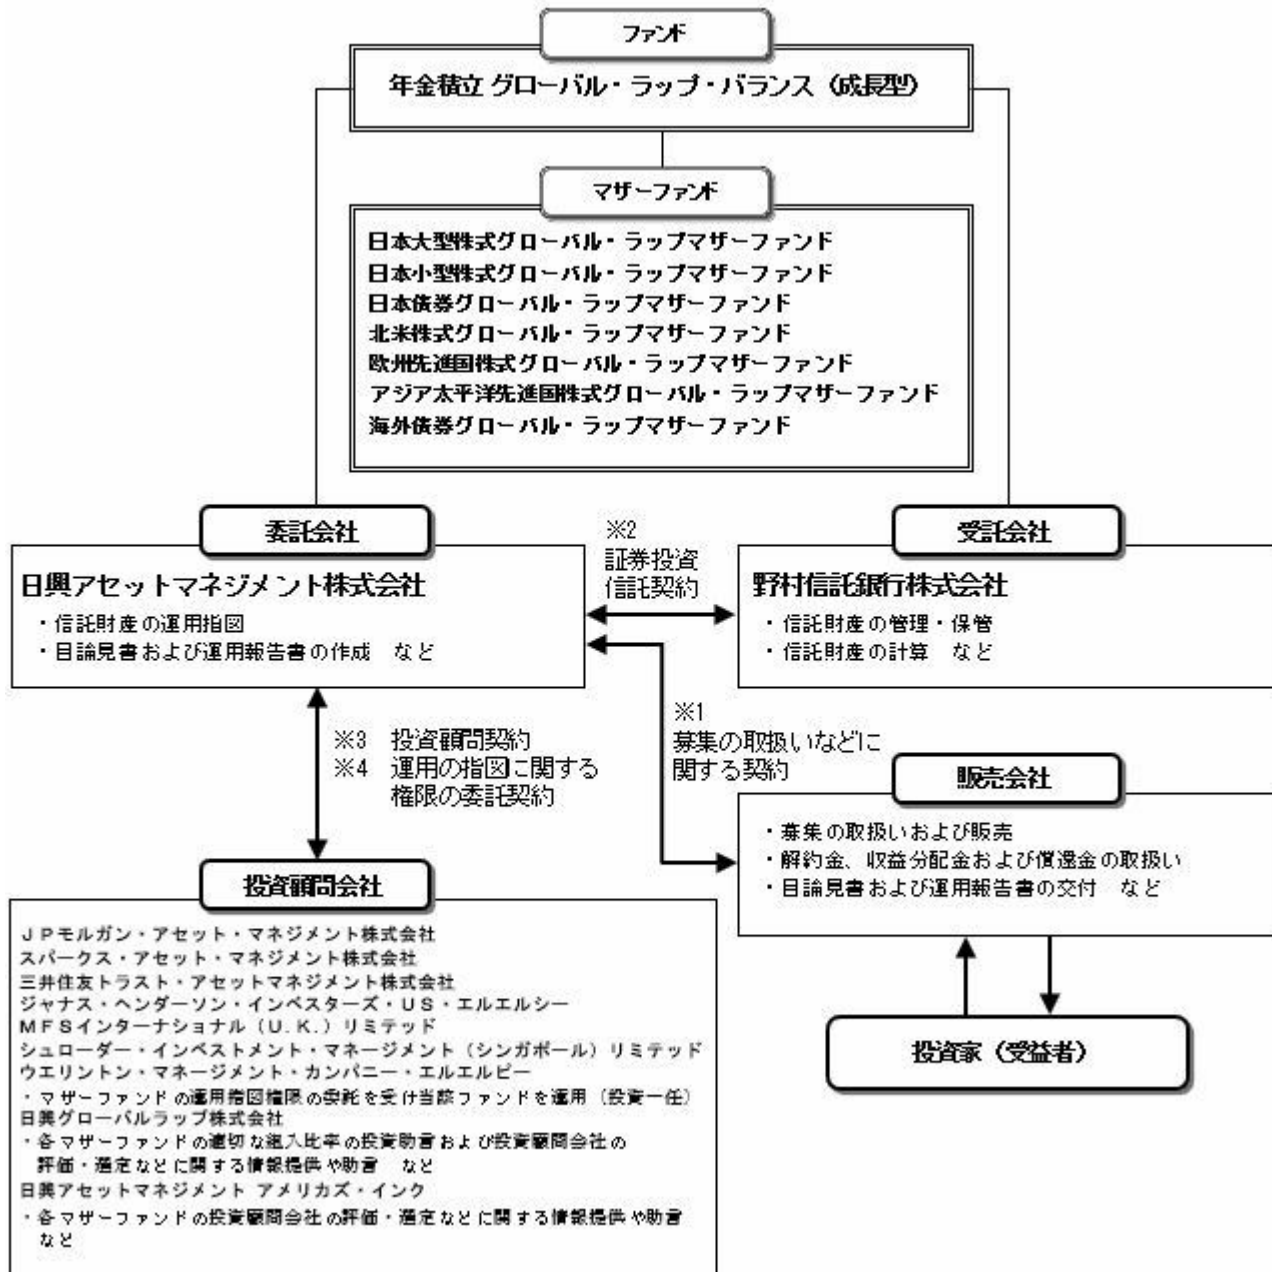 ファンド
年金積立 グローバル・ラップ・バランス（成長型）
マザーファンド
日本大型株式グローバル・ラップマザーファンド
日本小型株式グローバル・ラップマザーファンド
日本債券グローバル・ラップマザーファンド
北米株式グローバル・ラップマザーファンド
欧州先進国株式グローバル・ラップマザーファンド
アジア太平洋先進国株式グローバル・ラップマザーファンド
海外債券グローバル・ラップマザーファンド
委託会社
日興アセットマネジメント株式会社
・信託財産の運用指図
・目論見書および運用報告書の作成　など
※2
証券投資
信託契約
受託会社
野村信託銀行株式会社
・信託財産の管理・保管
・信託財産の計算　など
※3　投資顧問契約
※4　運用の指図に関する
権限の委託契約
※1
募集の取扱いなどに
関する契約
販売会社
・募集の取扱いおよび販売
・解約金、収益分配金および償還金の取扱い
・目論見書および運用報告書の交付　など
投資家（受益者）
投資顧問会社
ＪＰモルガン・アセット・マネジメント株式会社
スパークス・アセット・マネジメント株式会社
三井住友トラスト・アセットマネジメント株式会社
ジャナス・ヘンダーソン・インベスターズ・ＵＳ・エルエルシー
ＭＦＳインターナショナル（Ｕ.Ｋ.）リミテッド
シュローダー・インベストメント・マネージメント（シンガポール）リミテッド
ウエリントン・マネージメント・カンパニー・エルエルピー
・マザーファンドの運用指図権限の委託を受け当該ファンドを運用（投資一任）
日興グローバルラップ株式会社
・各マザーファンドの適切な組入比率の投資助言および投資顧問会社の
評価・選定などに関する情報提供や助言　など
日興アセットマネジメント アメリカズ・インク
・各マザーファンドの投資顧問会社の評価・選定などに関する情報提供や助言
など